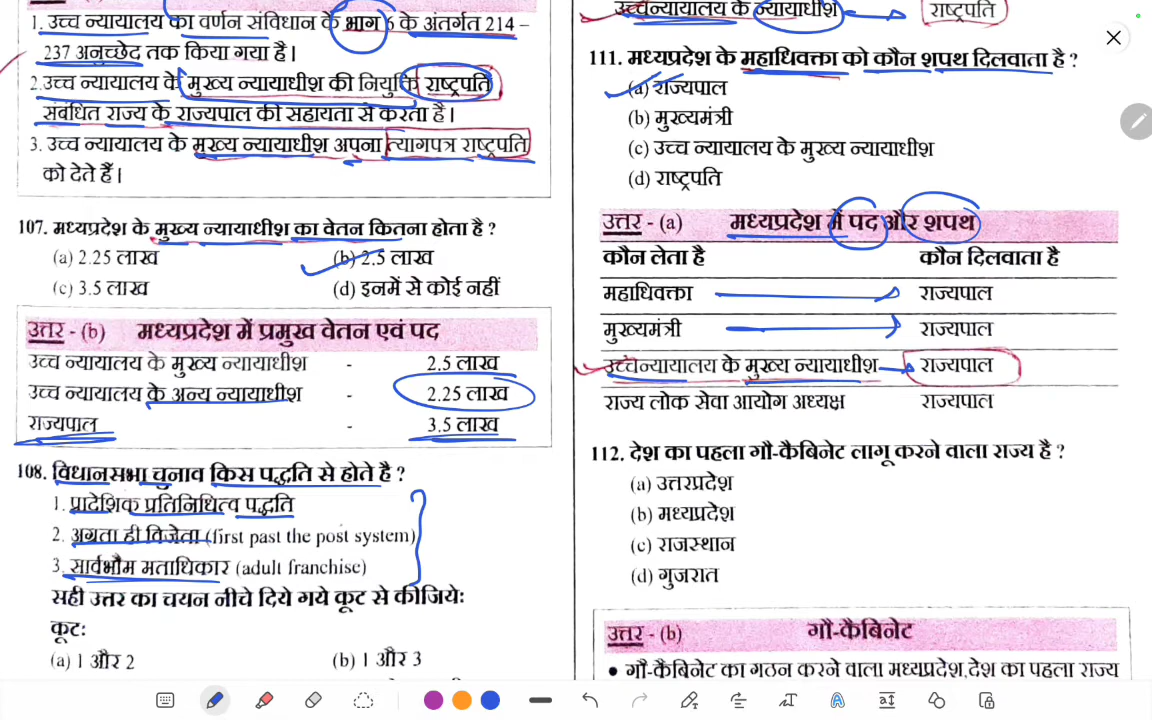 1. उच्च न्यायालय का वर्णन संविधान के भाग 6 के अंतर्गत 214 –
237 अनुच्छेद तक किया गया है।
2.उच्च न्यायालय के मुख्य न्यायाधीश की नियुक्ति राष्ट्रपति
संबंधित राज्य के राज्यपाल की सहायता से करता है।
3. उच्च न्यायालय के मुख्य न्यायाधीश अपना त्यागपत्र राष्ट्रपति
को देते हैं।
107. मध्यप्रदेश के मुख्य न्यायाधीश का वेतन कितना होता है ?
(a) 2.25 लाख (b) 2.5 लाख
(c) 3.5 लाख (d) इनमें से कोई नहीं
उत्तर - (b) मध्यप्रदेश में प्रमुख वेतन एवं पद
उच्च न्यायालय के मुख्य न्यायाधीश - 2.5 लाख
उच्च न्यायालय के अन्य न्यायाधीश - 2.25 लाख
राज्यपाल - 3.5 लाख
108. विधानसभा चुनाव किस पद्धति से होते है ?
1. प्रादेशिक प्रतिनिधित्व पद्धति
2. अग्रता ही विजेता (first past the post system)
3. सार्वभौम मताधिकार (adult franchise)
सही उत्तर का चयन नीचे दिये गये कूट से कीजियेः
कूटः
(a) 1 और 2 (b) 1 और 3
उच्चन्यायालय के न्यायाधीश राष्ट्रपति
111. मध्यप्रदेश के महाधिवक्ता को कौन शपथ दिलवाता है ?
(a) राज्यपाल
(b) मुख्यमंत्री
(c) उच्च न्यायालय के मुख्य न्यायाधीश
(d) राष्ट्रपति
उत्तर - (a) मध्यप्रदेश में पद और शपथ
कौन लेता है कौन दिलवाता है
महाधिवक्ता राज्यपाल
मुख्यमंत्री राज्यपाल
उच्चन्यायालय के मुख्य न्यायाधीश राज्यपाल
राज्य लोक सेवा आयोग अध्यक्ष राज्यपाल
112. देश का पहला गौ-कैबिनेट लागू करने वाला राज्य है ?
(a) उत्तरप्रदेश
(b) मध्यप्रदेश
(c) राजस्थान
(d) गुजरात
उत्तर - (b) गौ-कैबिनेट
• गौ-कैबिनेट का गठन करने वाला मध्यप्रदेश,देश का पहला राज्य